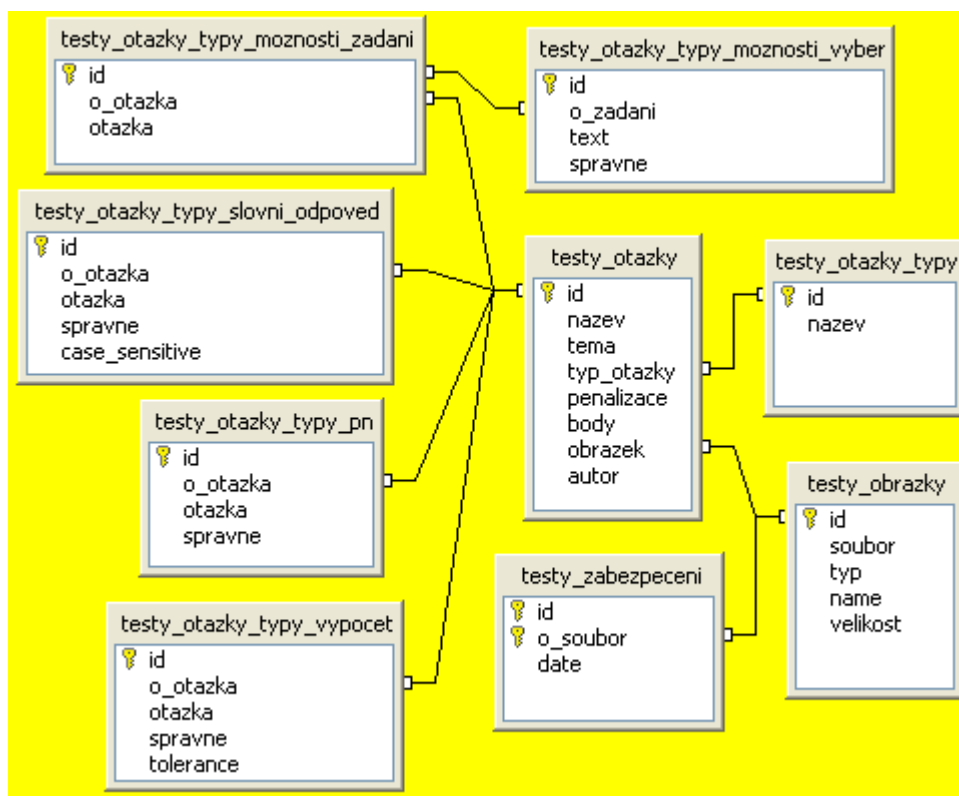 testy_otazky_typy_moznosti_zadani
id
o_otazka
otazka
testy_otazky_typy_moznosti_vyber
id
o_zadani
text
spravne
testy_otazky_typy_slovni_odpoved
id
o_otazka
otazka
spravne
case_sensitive
testy_otazky
id
nazev
tema
typ_otazky
penalizace
body
obrazek
autor
testy_otazky_typy
id
nazev
testy_otazky_typy_pn
id
o_otazka
otazka
spravne
testy_obrazky
id
soubor
typ
name
velikost
testy_zabezpeceni
id
o_soubor
date
testy_otazky_typy_vypocet
id
o_otazka
otazka
spravne
tolerance